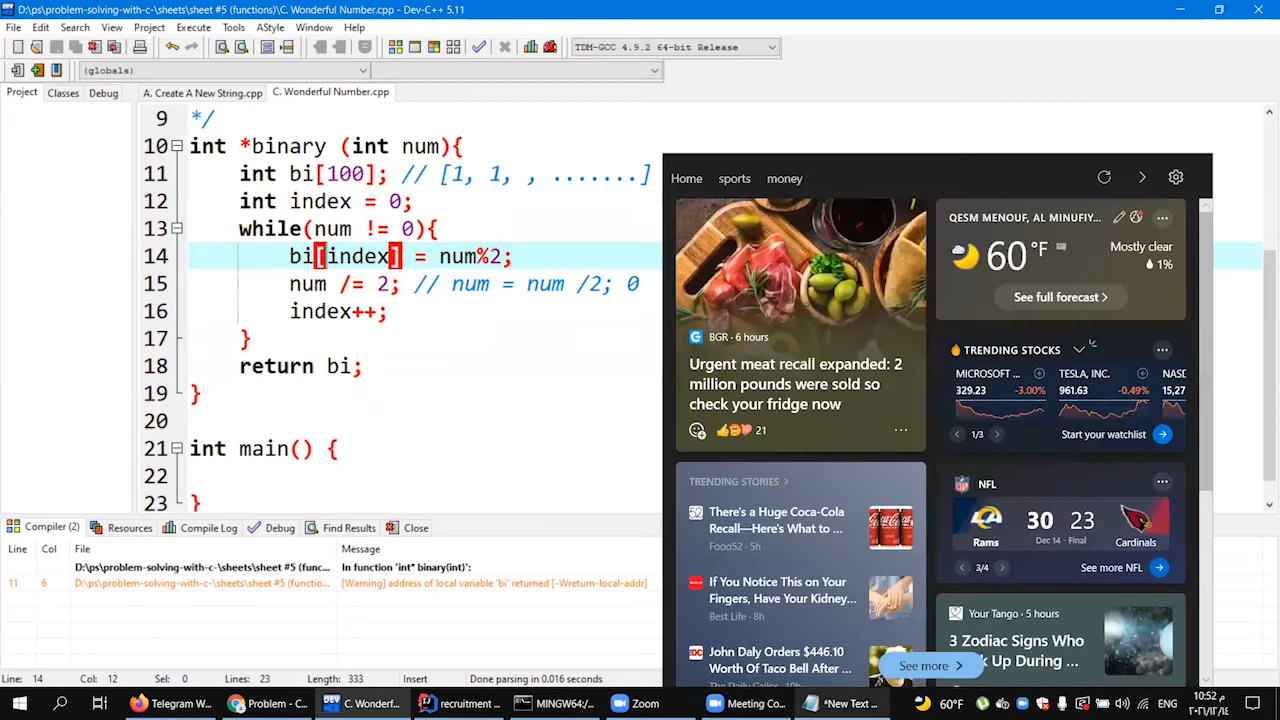 D:\ps\problem-solving-with-c-\sheets\sheet #5 (functions)\C. Wonderful Number.cpp - Dev-C++ 5.11
File Edit Search View Project Execute Tools AStyle Window Help
TDM-GCC 4.9.2 64-bit Release
(globals)
Project Classes Debug
A. Create A New String.cpp C. Wonderful Number.cpp
9 */
10 int *binary (int num){
11 int bi[100]; // [1, 1, , .......]
12 int index = 0;
13 while(num != 0){
14 bi[index] = num%2;
15 num /= 2; // num = num /2; 0
16 index++;
17 }
18 return bi;
19 }
20
21 int main() {
22
23 }
Home sports money
BGR · 6 hours
Urgent meat recall expanded: 2
million pounds were sold so
check your fridge now
21
QESM MENOUF, AL MINUFIY...
60 °F
Mostly clear
1%
See full forecast >
TRENDING STOCKS
MICROSOFT ... TESLA, INC. NASD
329.23 -3.00% 961.63 -0.49% 15,27
1/3 Start your watchlist
TRENDING STORIES >
There's a Huge Coca-Cola
Recall—Here's What to ...
Food52 · 5h
If You Notice This on Your
Fingers, Have Your Kidney...
Best Life · 8h
John Daly Orders $446.10
Worth Of Taco Bell After ...
NFL
30 23
Rams Dec 14 · Final Cardinals
3/4 See more NFL
Your Tango · 5 hours
3 Zodiac Signs Who
Up During ...
See more >
Compiler (2) Resources Compile Log Debug Find Results Close
Line Col File Message
D:\ps\problem-solving-with-c-\sheets\sheet #5 (func... In function 'int* binary(int)':
11 6 D:\ps\problem-solving-with-c-\sheets\sheet #5 (functio... [Warning] address of local variable 'bi' returned [-Wreturn-local-addr]
Line: 14 Col: 12 Sel: 0 Lines: 23 Length: 333 Insert Done parsing in 0.016 seconds
Telegram W... Problem - C... C. Wonderf... recruitment ... MINGW64:/... Zoom Meeting Co... *New Text ... 60°F ENG 10:52